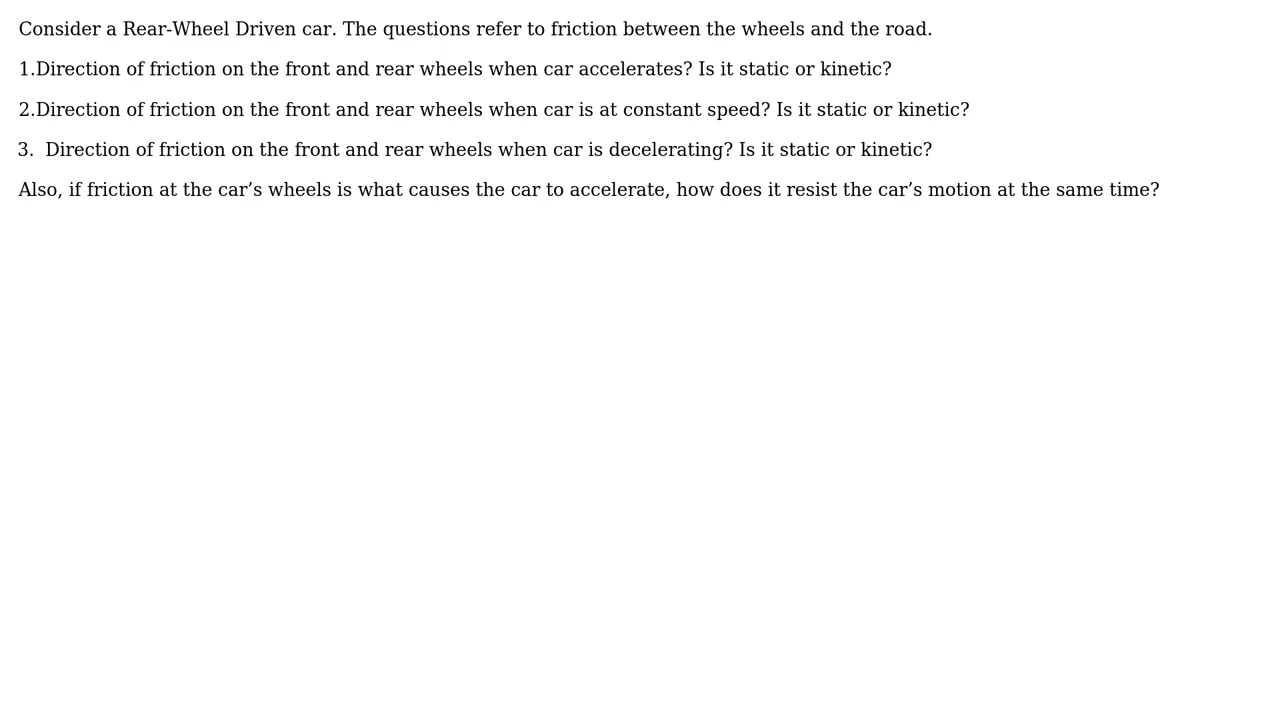 Consider a Rear-Wheel Driven car. The questions refer to friction between the wheels and the road.
1.Direction of friction on the front and rear wheels when car accelerates? Is it static or kinetic?
2.Direction of friction on the front and rear wheels when car is at constant speed? Is it static or kinetic?
3.  Direction of friction on the front and rear wheels when car is decelerating? Is it static or kinetic?
Also, if friction at the car’s wheels is what causes the car to accelerate, how does it resist the car’s motion at the same time?